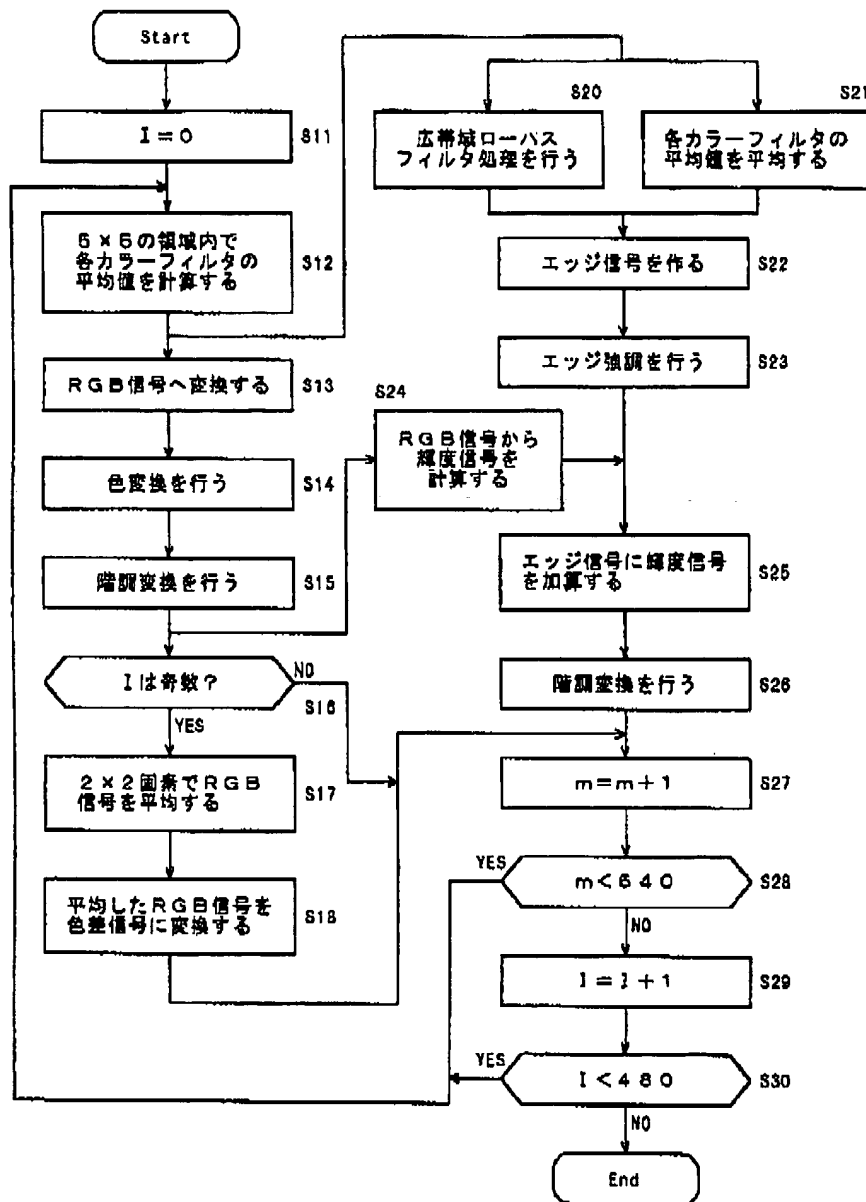 Start
I=0
S11
5×5の領域内で
各カラーフィルタの
平均値を計算する
S12
RGB信号へ変換する
S13
色変換を行う
S14
階調変換を行う
S15
Iは奇数?
NO
S16
YES
2×2画素でRGB
信号を平均する
S17
平均したRGB信号を
色差信号に変換する
S18
S20
広帯域ローパス
フィルタ処理を行う
S21
各カラーフィルタの
平均値を平均する
エッジ信号を作る
S22
エッジ強調を行う
S23
S24
RGB信号から
輝度信号を
計算する
エッジ信号に輝度信号
を加算する
S25
階調変換を行う
S26
m=m+1
S27
YES
m<640
S28
NO
I=I+1
S29
YES
I<480
S30
NO
End